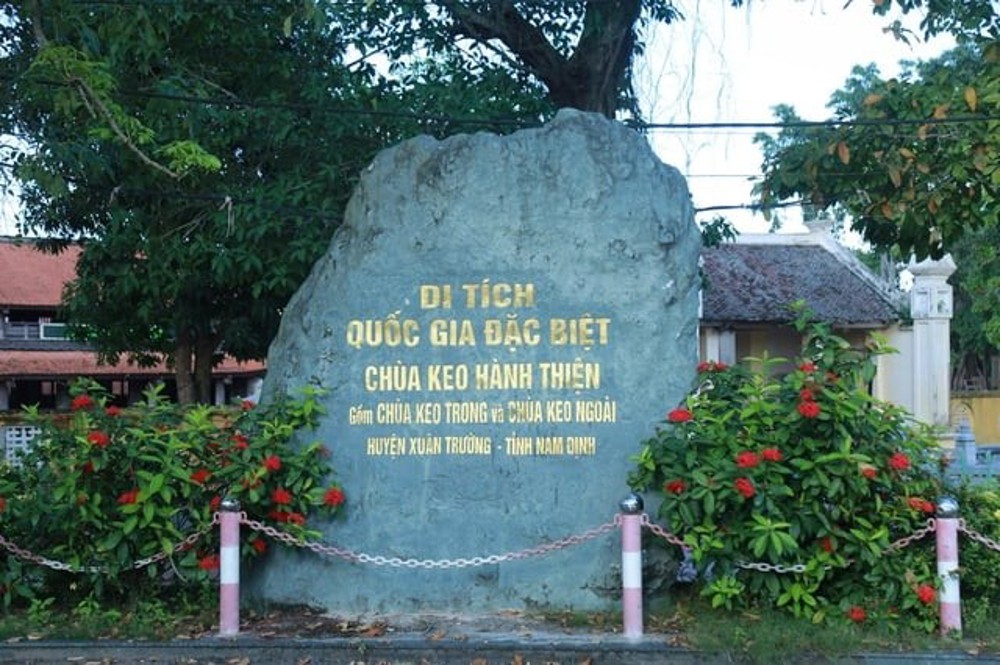 DI TÍCH
QUỐC GIA ĐẶC BIỆT
CHÙA KEO HÀNH THIỆN
Gồm CHÙA KEO TRONG và CHÙA KEO NGOÀI
HUYỆN XUÂN TRƯỜNG - TỈNH NAM ĐỊNH